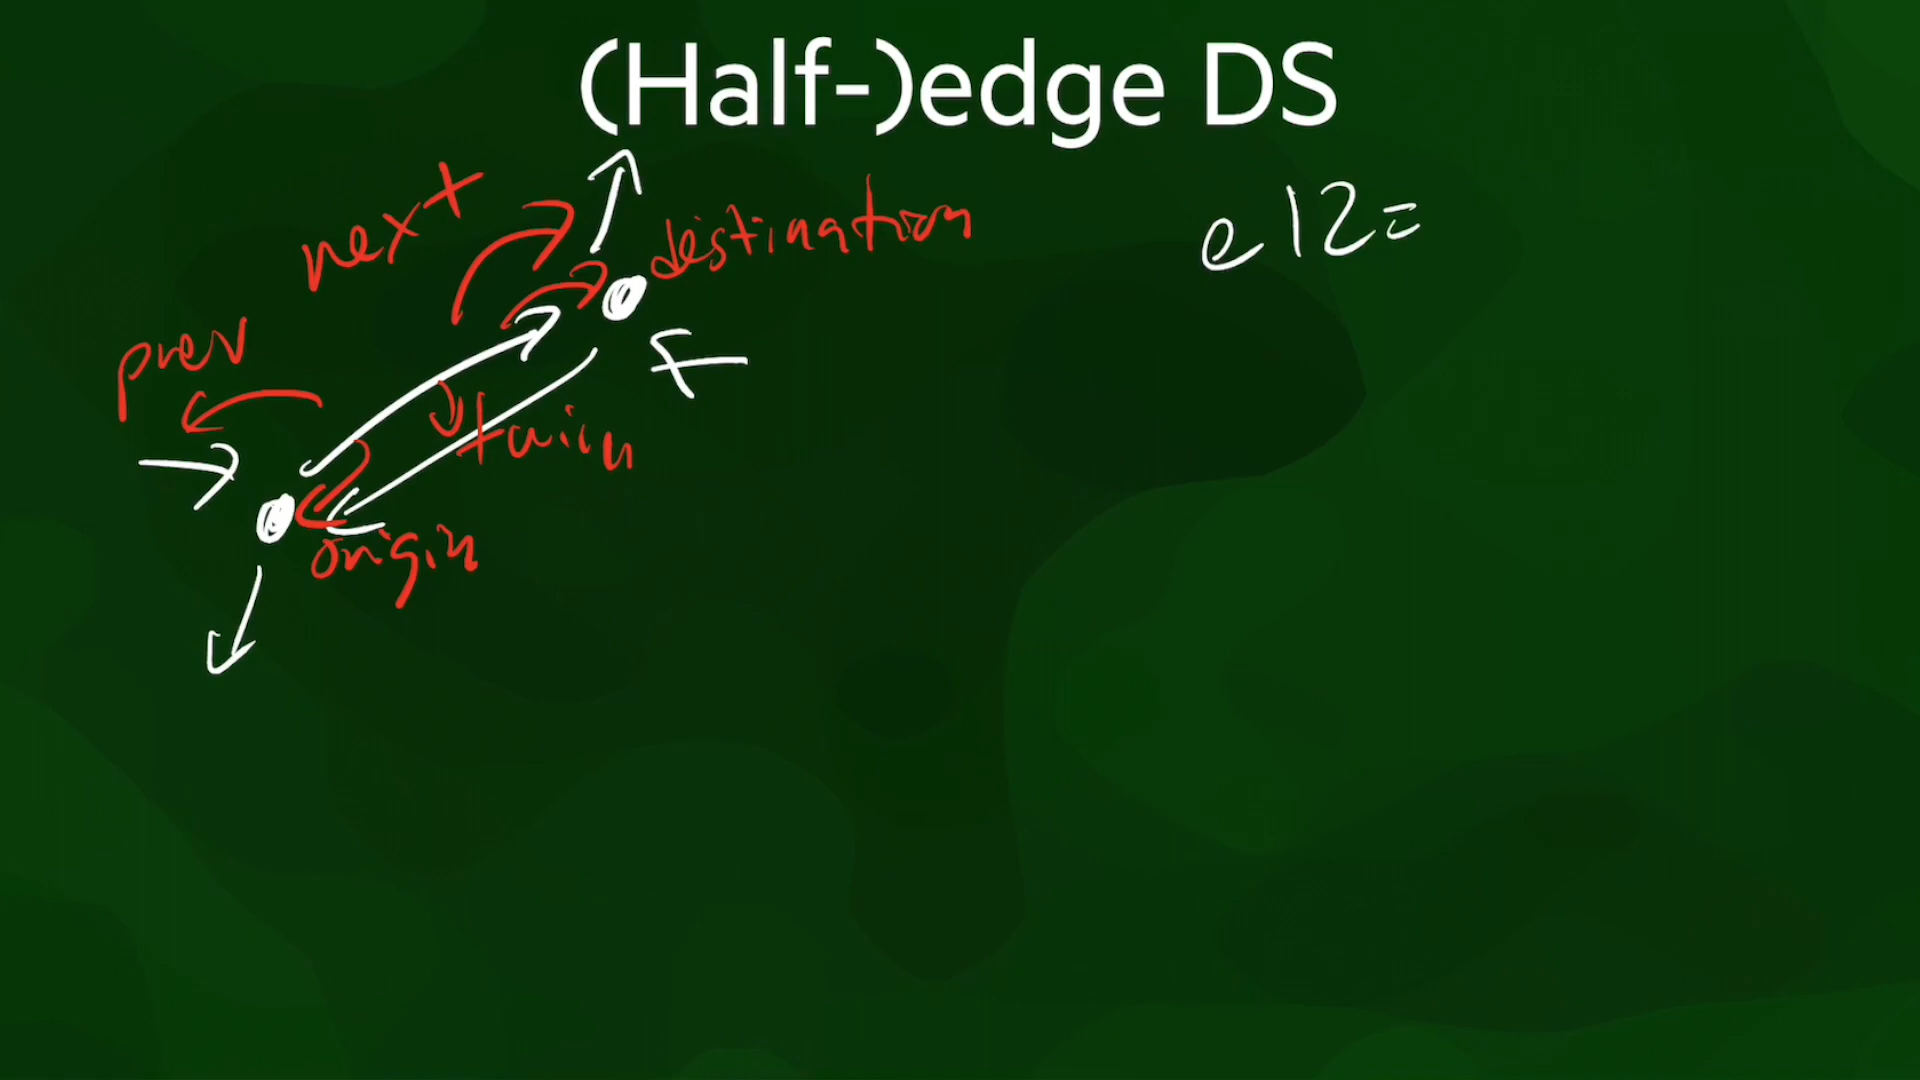 (Half-)edge DS
next
destination
e12=
prev
twin
origin